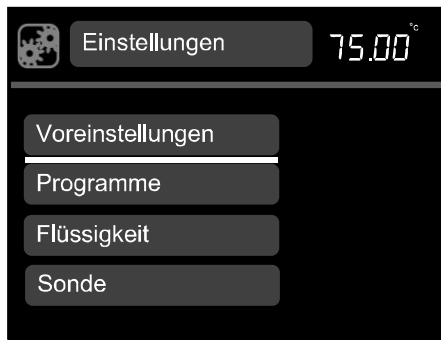 Einstellungen 75.00°c
Voreinstellungen
Programme
Flüssigkeit
Sonde